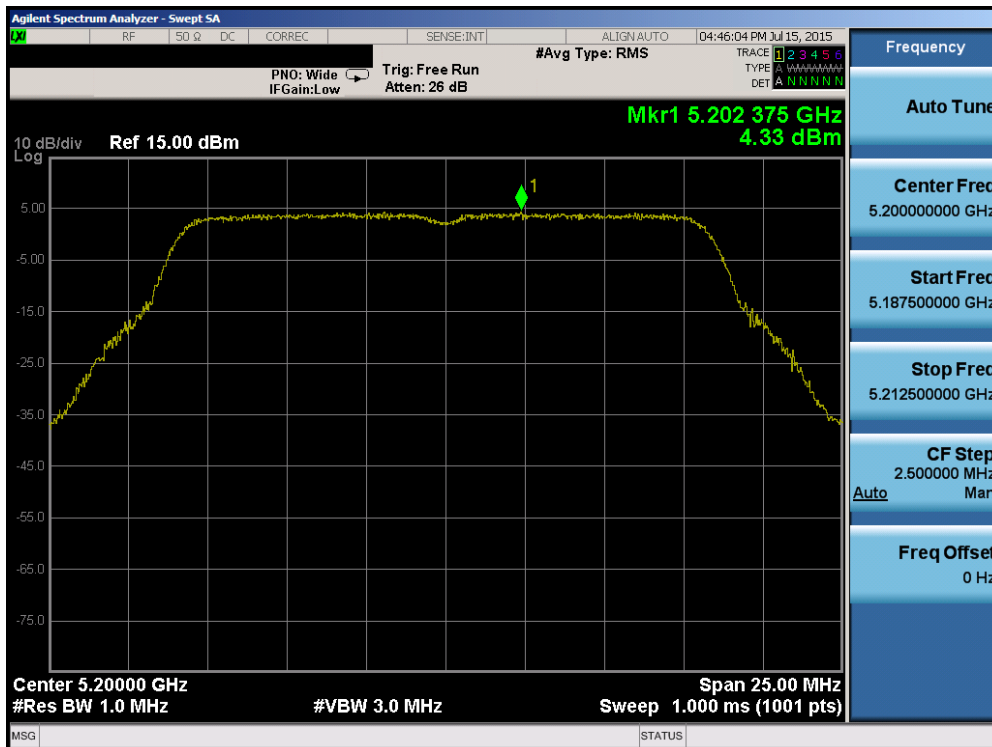 Agilent Spectrum Analyzer - Swept SA
LXI RF 50 Ω DC CORREC SENSE:INT ALIGN AUTO 04:46:04 PM Jul 15, 2015
#Avg Type: RMS TRACE 1 2 3 4 5 6
PNO: Wide Trig: Free Run TYPE A WWWWW
IFGain:Low Atten: 26 dB DET A N N N N N
Mkr1 5.202 375 GHz
10 dB/div Ref 15.00 dBm 4.33 dBm
Log
1
5.00
-5.00
-15.0
-25.0
-35.0
-45.0
-55.0
-65.0
-75.0
Center 5.20000 GHz Span 25.00 MHz
#Res BW 1.0 MHz #VBW 3.0 MHz Sweep 1.000 ms (1001 pts)
MSG STATUS
Frequency
Auto Tune
Center Freq
5.200000000 GHz
Start Freq
5.187500000 GHz
Stop Freq
5.212500000 GHz
CF Step
2.500000 MHz
Auto Man
Freq Offset
0 Hz